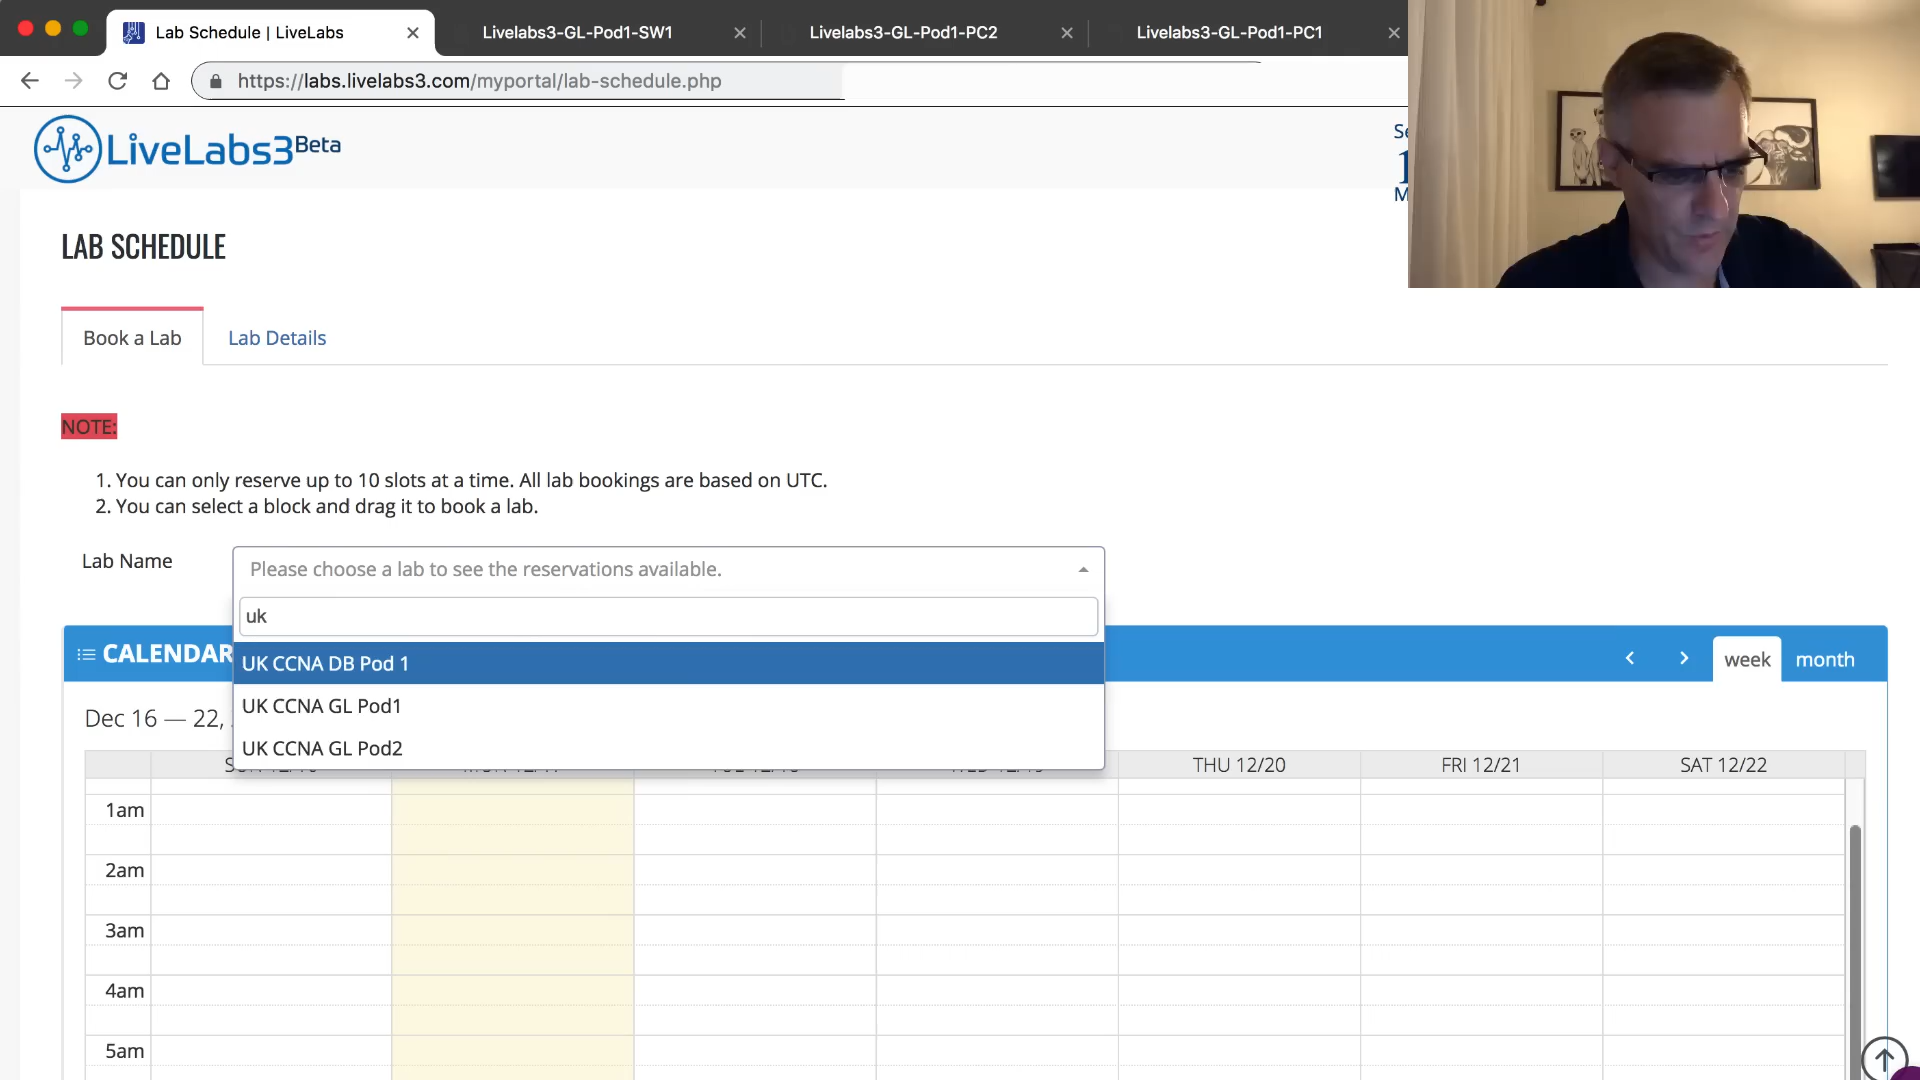 Lab Schedule | LiveLabs
Livelabs3-GL-Pod1-SW1
Livelabs3-GL-Pod1-PC2
Livelabs3-GL-Pod1-PC1
https://labs.livelabs3.com/myportal/lab-schedule.php
LiveLabs3Beta
LAB SCHEDULE
Book a Lab
Lab Details
NOTE:
1. You can only reserve up to 10 slots at a time. All lab bookings are based on UTC.
2. You can select a block and drag it to book a lab.
Lab Name
Please choose a lab to see the reservations available.
uk
UK CCNA DB Pod 1
UK CCNA GL Pod1
UK CCNA GL Pod2
CALENDAR
week
month
Dec 16 — 22,
THU 12/20
FRI 12/21
SAT 12/22
1am
2am
3am
4am
5am